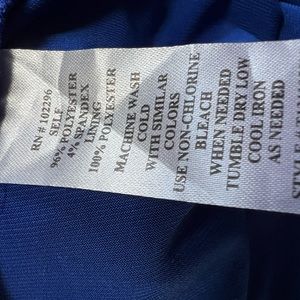 RN # 102296
SELF
96% POLYESTER
4% SPANDEX
LINING
100% POLYESTER
MACHINE WASH
COLD
WITH SIMILAR
COLORS
USE NON-CHLORINE
BLEACH
WHEN NEEDED
TUMBLE DRY LOW
COOL IRON
AS NEEDED